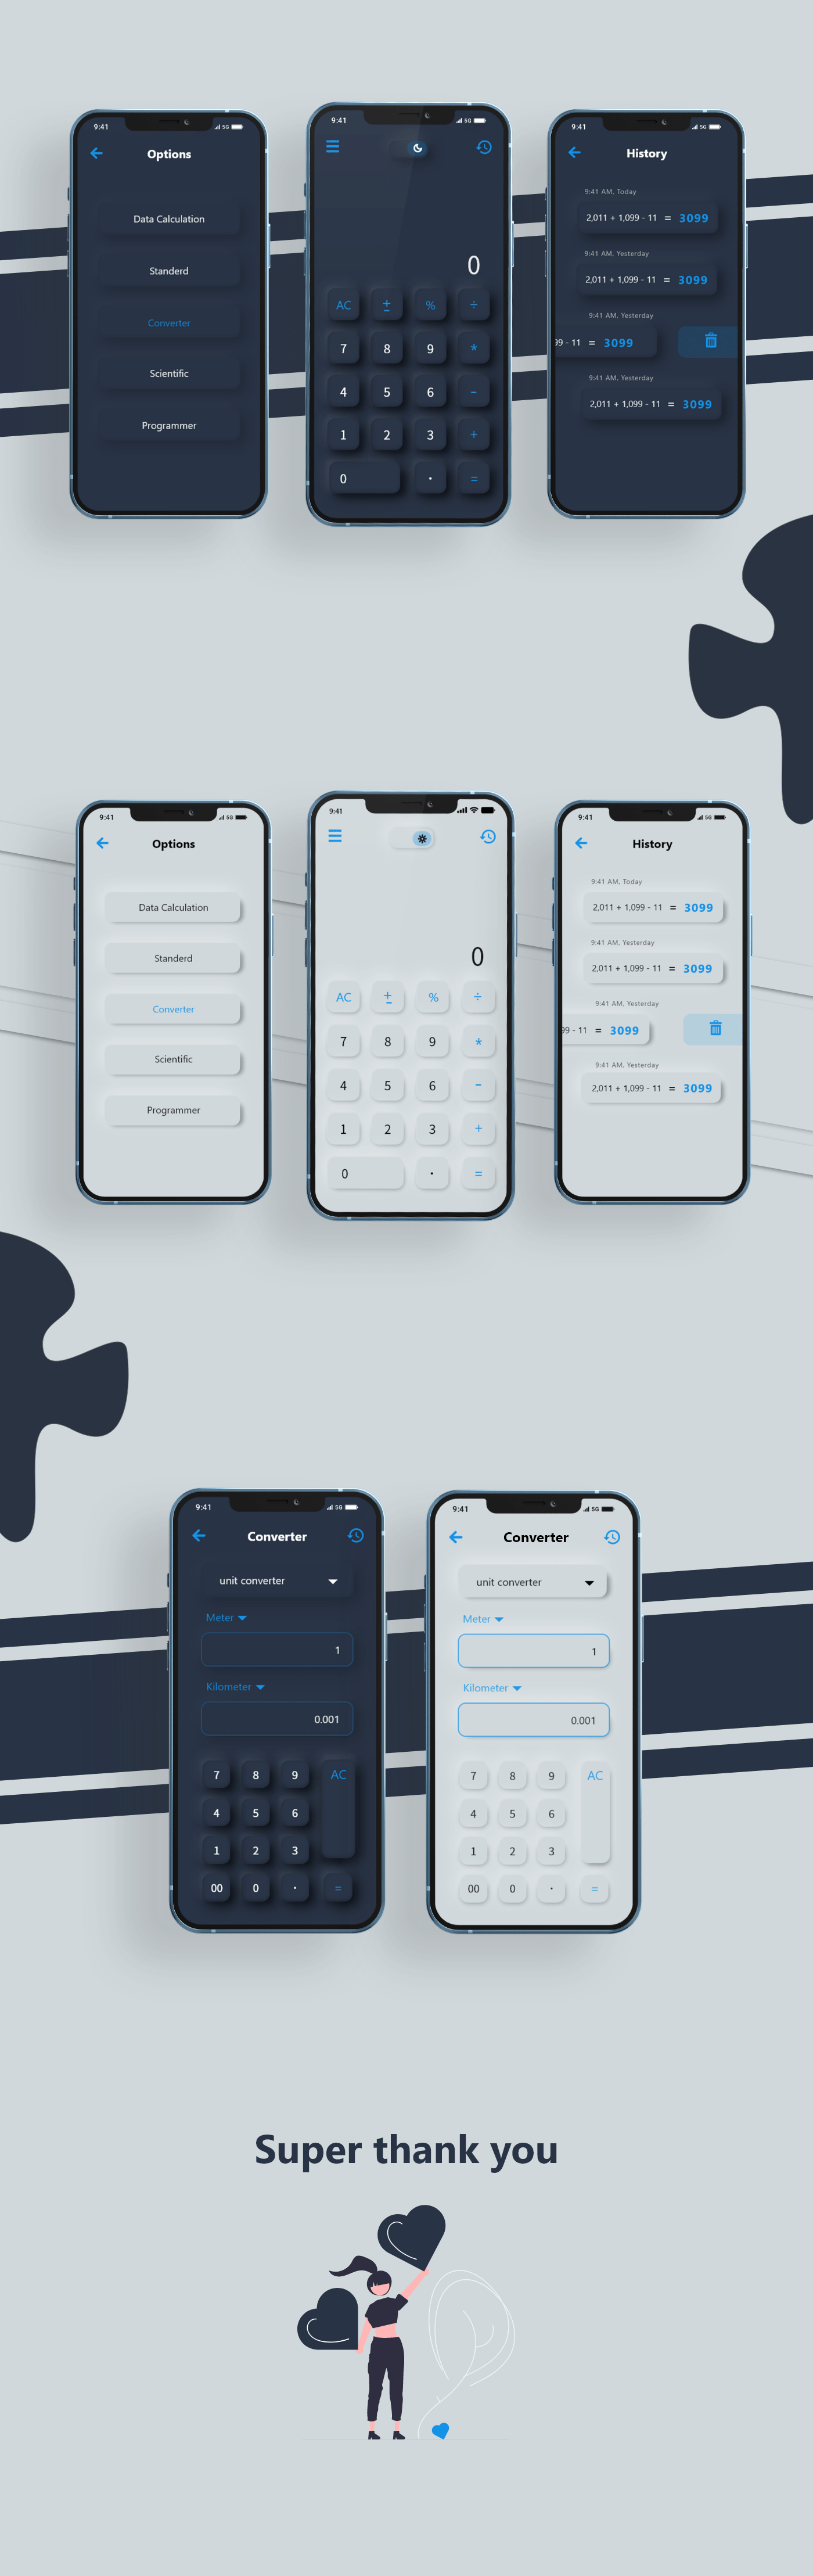 9:41
5G
Options
Data Calculation
Standerd
Converter
Scientific
Programmer
9:41
5G
0
AC ± % ÷
7 8 9 *
4 5 6 -
1 2 3 +
0 . =
9:41
5G
History
9:41 AM, Today
2,011 + 1,099 - 11 = 3099
9:41 AM, Yesterday
2,011 + 1,099 - 11 = 3099
9:41 AM, Yesterday
99 - 11 = 3099
9:41 AM, Yesterday
2,011 + 1,099 - 11 = 3099
9:41
5G
Options
Data Calculation
Standerd
Converter
Scientific
Programmer
9:41
0
AC ± % ÷
7 8 9 *
4 5 6 -
1 2 3 +
0 . =
9:41
5G
History
9:41 AM, Today
2,011 + 1,099 - 11 = 3099
9:41 AM, Yesterday
2,011 + 1,099 - 11 = 3099
9:41 AM, Yesterday
99 - 11 = 3099
9:41 AM, Yesterday
2,011 + 1,099 - 11 = 3099
9:41
5G
Converter
unit converter
Meter
1
Kilometer
0.001
7 8 9 AC
4 5 6
1 2 3
00 0 . =
9:41
5G
Converter
unit converter
Meter
1
Kilometer
0.001
7 8 9 AC
4 5 6
1 2 3
00 0 . =
Super thank you